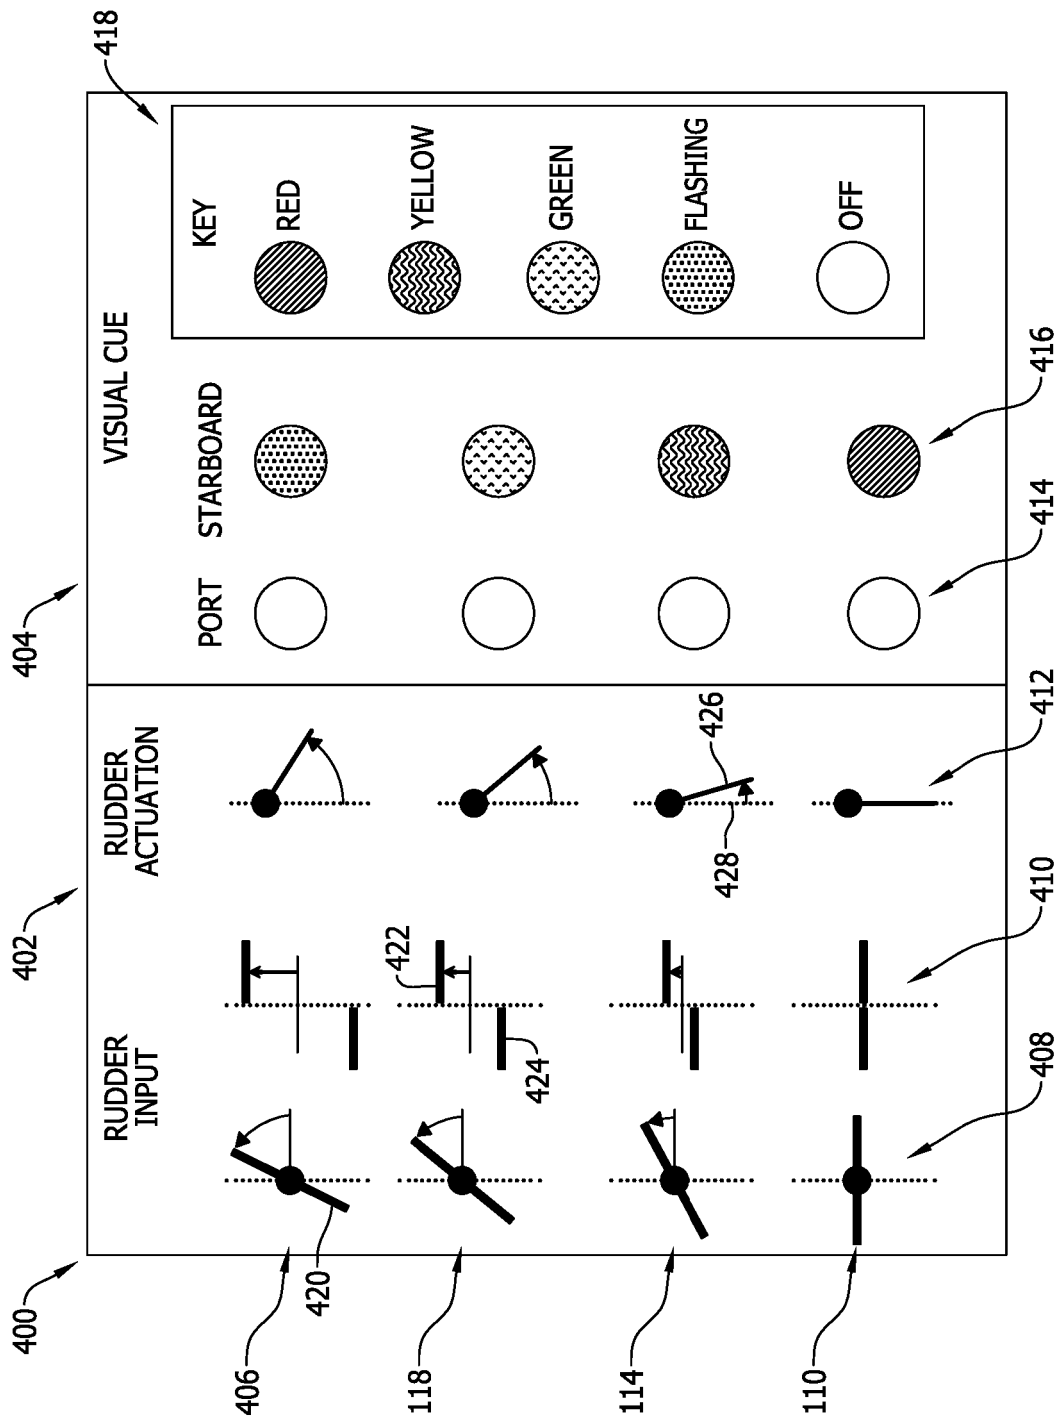 400
402
404
RUDDER
INPUT
RUDDER
ACTUATION
VISUAL CUE
PORT
STARBOARD
KEY
RED
YELLOW
GREEN
FLASHING
OFF
418
406
420
118
422
424
114
426
428
110
408
410
412
414
416